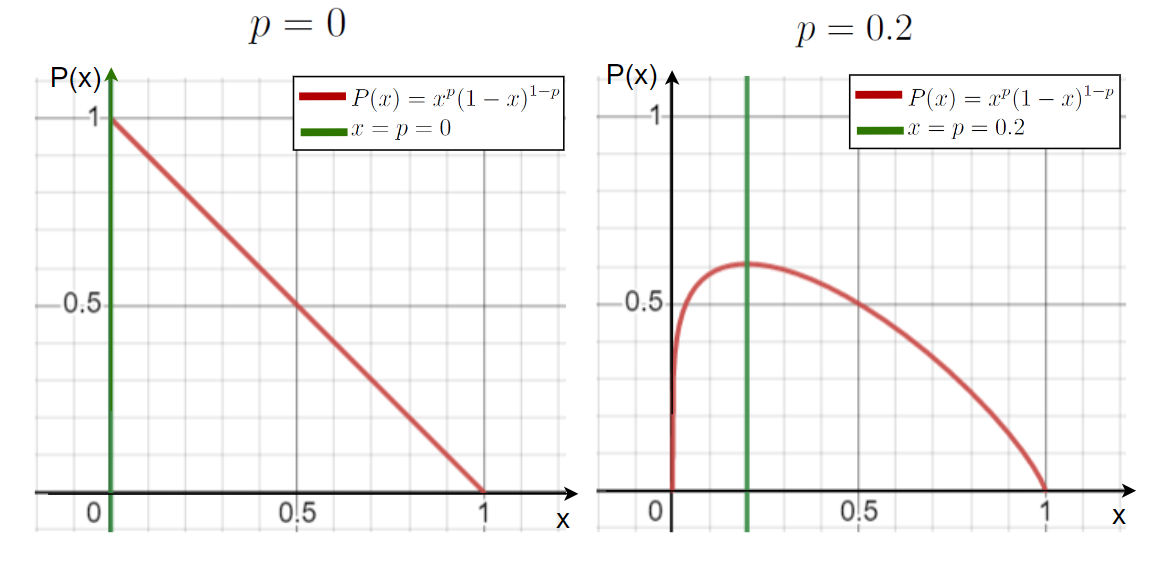 p = 0
P(x)
P(x) = x^p(1 − x)^{1−p}
x = p = 0
1
0.5
0
0.5
1
x
p = 0.2
P(x)
P(x) = x^p(1 − x)^{1−p}
x = p = 0.2
1
0.5
0
0.5
1
x